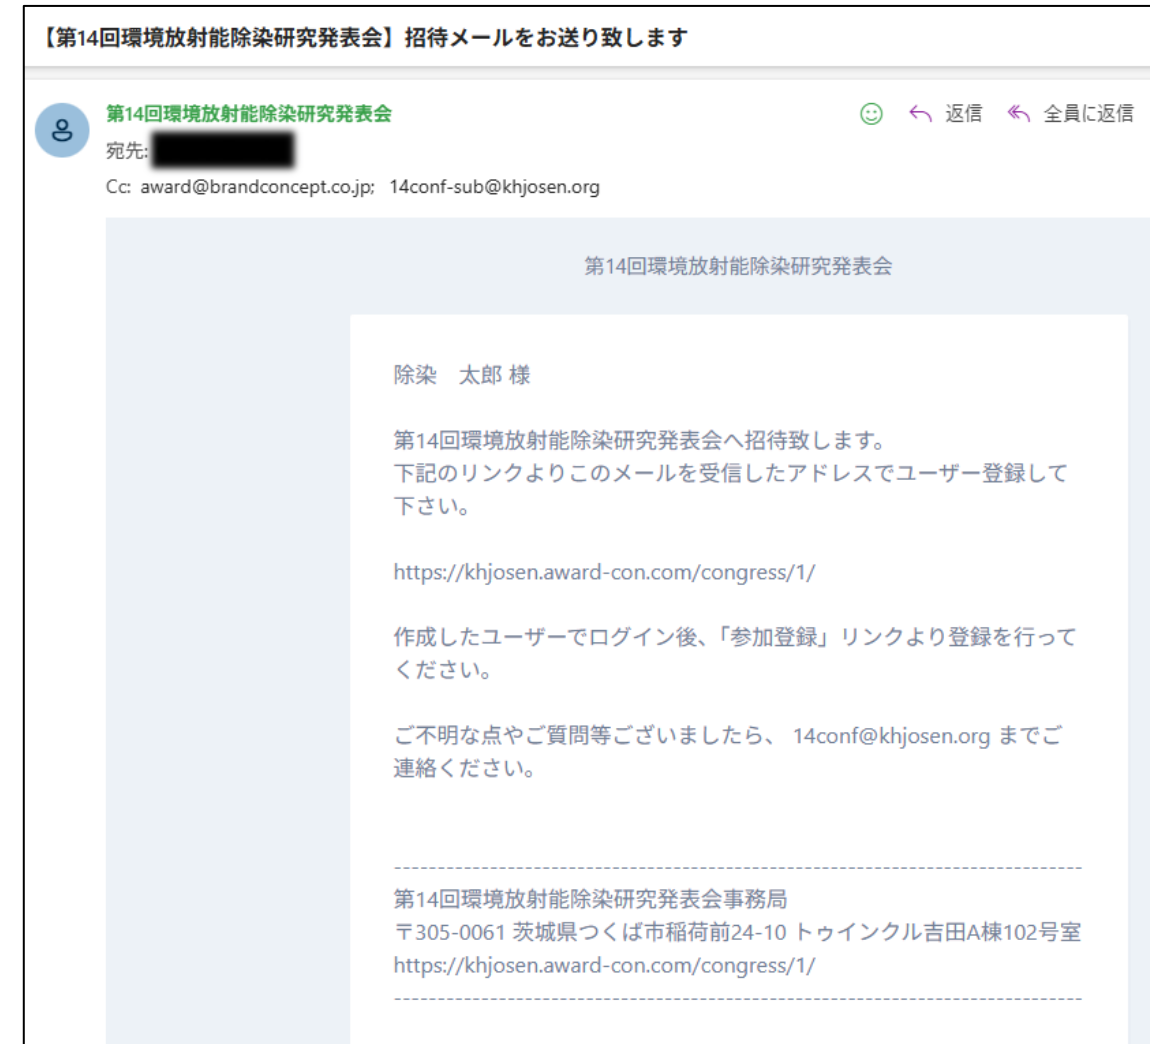 【第14回環境放射能除染研究発表会】招待メールをお送り致します
第14回環境放射能除染研究発表会
返信 全員に返信
宛先:
Cc: award@brandconcept.co.jp; 14conf-sub@khjosen.org
第14回環境放射能除染研究発表会
除染 太郎 様
第14回環境放射能除染研究発表会へ招待致します。
下記のリンクよりこのメールを受信したアドレスでユーザー登録して
下さい。
https://khjosen.award-con.com/congress/1/
作成したユーザーでログイン後、「参加登録」リンクより登録を行って
ください。
ご不明な点やご質問等ございましたら、 14conf@khjosen.org までご
連絡ください。
--------------------------------------------------------------------------------
第14回環境放射能除染研究発表会事務局
〒305-0061 茨城県つくば市稲荷前24-10 トゥインクル吉田A棟102号室
https://khjosen.award-con.com/congress/1/
--------------------------------------------------------------------------------